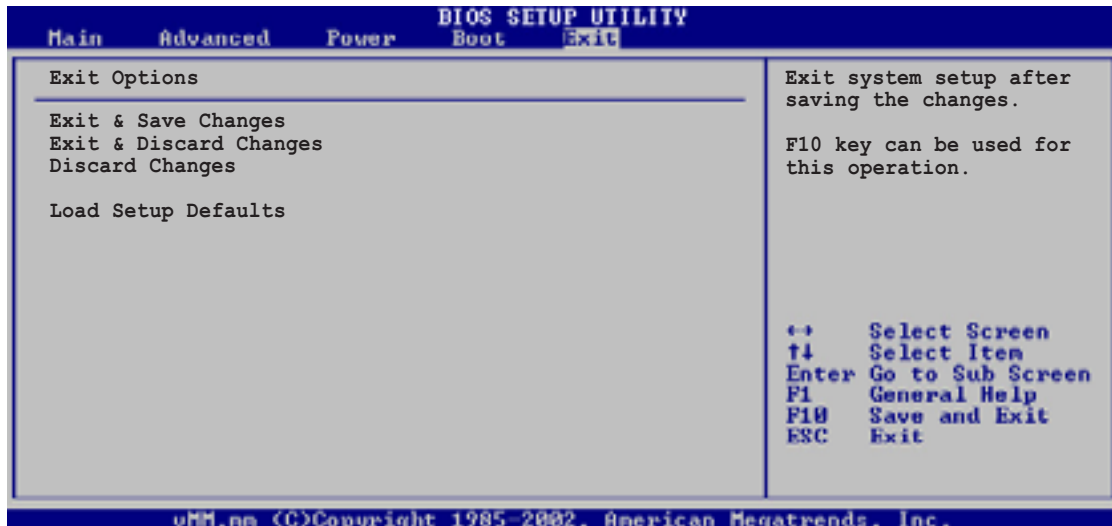 BIOS SETUP UTILITY
Main Advanced Power Boot Exit
Exit Options
Exit & Save Changes
Exit & Discard Changes
Discard Changes
Load Setup Defaults
Exit system setup after
saving the changes.
F10 key can be used for
this operation.
←→ Select Screen
↑↓ Select Item
Enter Go to Sub Screen
F1 General Help
F10 Save and Exit
ESC Exit
vMM.mm (C)Copyright 1985-2002, American Megatrends, Inc.